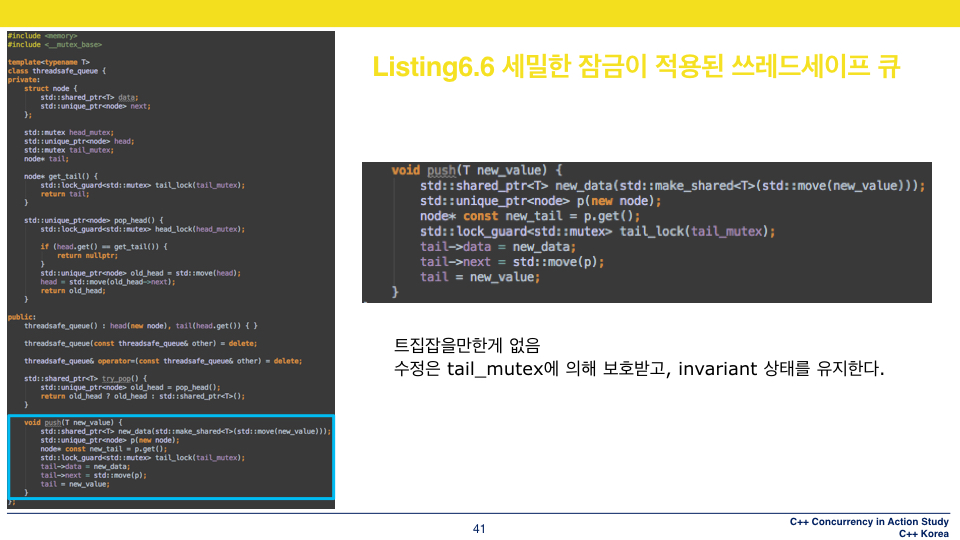 #include <memory>
#include <__mutex_base>
template<typename T>
class threadsafe_queue {
private:
struct node {
std::shared_ptr<T> data;
std::unique_ptr<node> next;
};
std::mutex head_mutex;
std::unique_ptr<node> head;
std::mutex tail_mutex;
node* tail;
node* get_tail() {
std::lock_guard<std::mutex> tail_lock(tail_mutex);
return tail;
}
std::unique_ptr<node> pop_head() {
std::lock_guard<std::mutex> head_lock(head_mutex);
if (head.get() == get_tail()) {
return nullptr;
}
std::unique_ptr<node> old_head = std::move(head);
head = std::move(old_head->next);
return old_head;
}
public:
threadsafe_queue() : head(new node), tail(head.get()) { }
threadsafe_queue(const threadsafe_queue& other) = delete;
threadsafe_queue& operator=(const threadsafe_queue& other) = delete;
std::shared_ptr<T> try_pop() {
std::unique_ptr<node> old_head = pop_head();
return old_head ? old_head : std::shared_ptr<T>();
}
void push(T new_value) {
std::shared_ptr<T> new_data(std::make_shared<T>(std::move(new_value)));
std::unique_ptr<node> p(new node);
node* const new_tail = p.get();
std::lock_guard<std::mutex> tail_lock(tail_mutex);
tail->data = new_data;
tail->next = std::move(p);
tail = new_value;
}
};
Listing6.6 세밀한 잠금이 적용된 쓰레드세이프 큐
void push(T new_value) {
std::shared_ptr<T> new_data(std::make_shared<T>(std::move(new_value)));
std::unique_ptr<node> p(new node);
node* const new_tail = p.get();
std::lock_guard<std::mutex> tail_lock(tail_mutex);
tail->data = new_data;
tail->next = std::move(p);
tail = new_value;
}
트집잡을만한게 없음
수정은 tail_mutex에 의해 보호받고, invariant 상태를 유지한다.
41
C++ Concurrency in Action Study
C++ Korea